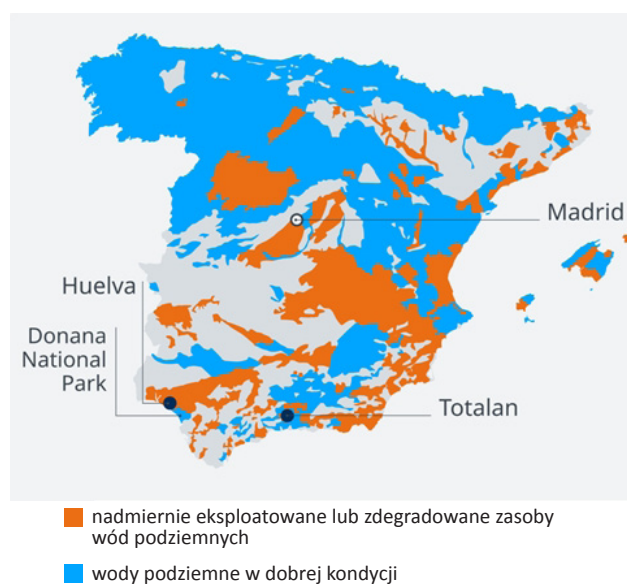 Madrid
Huelva
Donana
National
Park
Totalan
nadmiernie eksploatowane lub zdegradowane zasoby
wód podziemnych
wody podziemne w dobrej kondycji